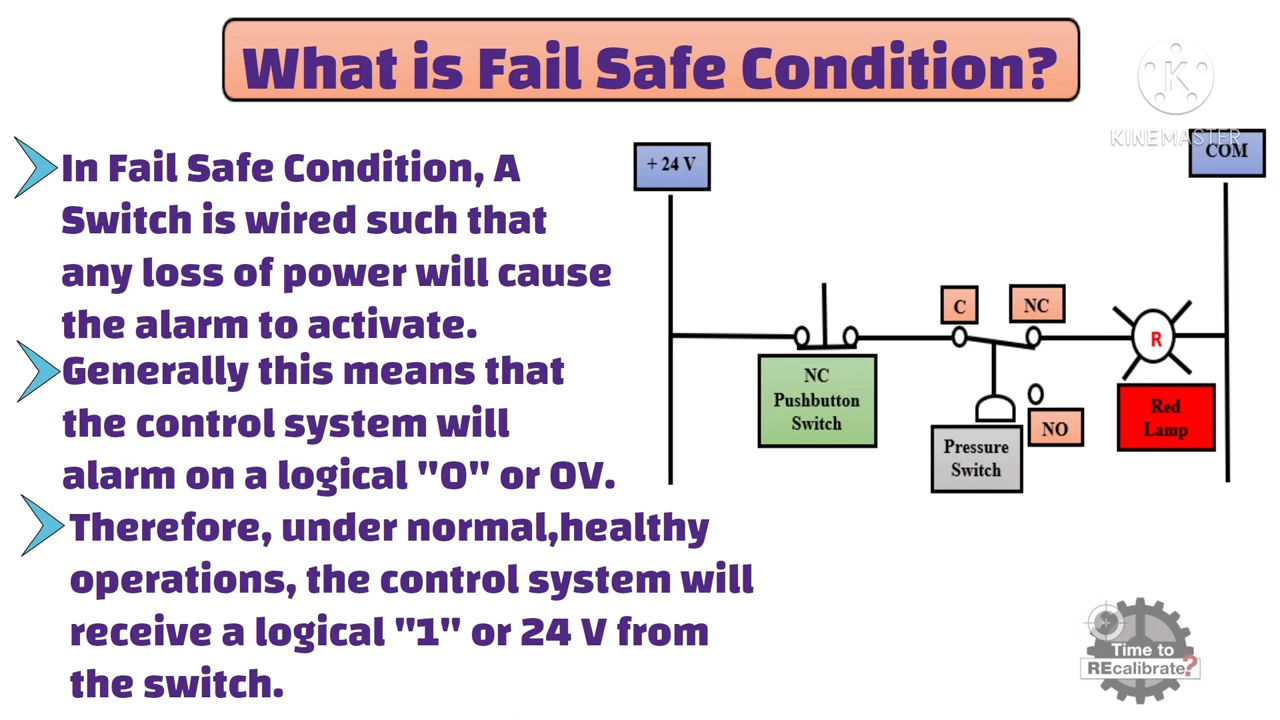 What is Fail Safe Condition?
K
KINEMASTER
In Fail Safe Condition, A
Switch is wired such that
any loss of power will cause
the alarm to activate.
Generally this means that
the control system will
alarm on a logical "0" or 0V.
Therefore, under normal,healthy
operations, the control system will
receive a logical "1" or 24 V from
the switch.
+ 24 V
COM
C
NC
R
NC
Pushbutton
Switch
NO
Pressure
Switch
Red
Lamp
Time to
REcalibrate?